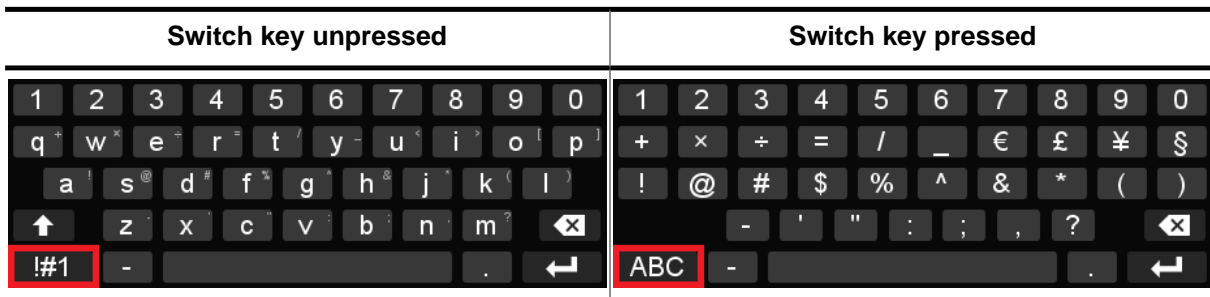 Switch key unpressed
1 2 3 4 5 6 7 8 9 0
q + w × e ÷ r = t / y - u < i > o [ p ]
a ! s @ d # f % g ^ h & j * k ( l )
z - x ' c " v : b ; n , m ?
!#1 - .
Switch key pressed
1 2 3 4 5 6 7 8 9 0
+ × ÷ = / _ € £ ¥ §
! @ # $ % ^ & * ( )
- ' " : ; , ?
ABC - .